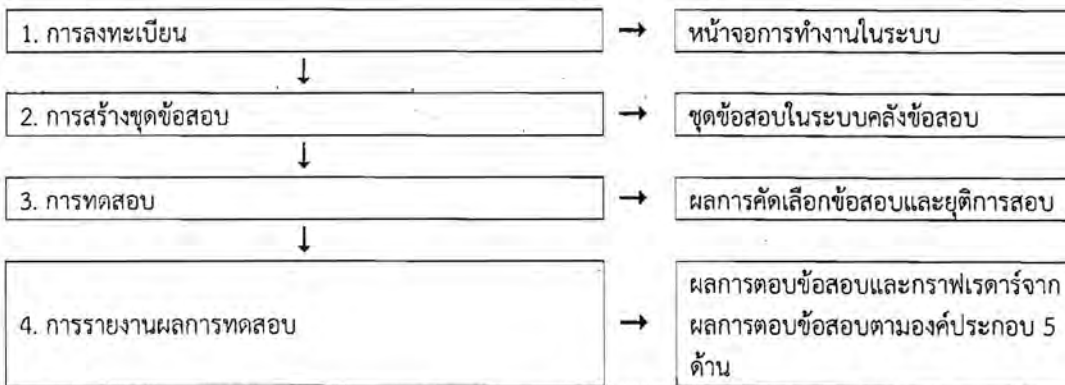 1. การลงทะเบียน → หน้าจอการทำงานในระบบ
↓
2. การสร้างชุดข้อสอบ → ชุดข้อสอบในระบบคลังข้อสอบ
↓
3. การทดสอบ → ผลการคัดเลือกข้อสอบและยุติการสอบ
↓
4. การรายงานผลการทดสอบ → ผลการตอบข้อสอบและกราฟเรดาร์จาก
ผลการตอบข้อสอบตามองค์ประกอบ 5
ด้าน